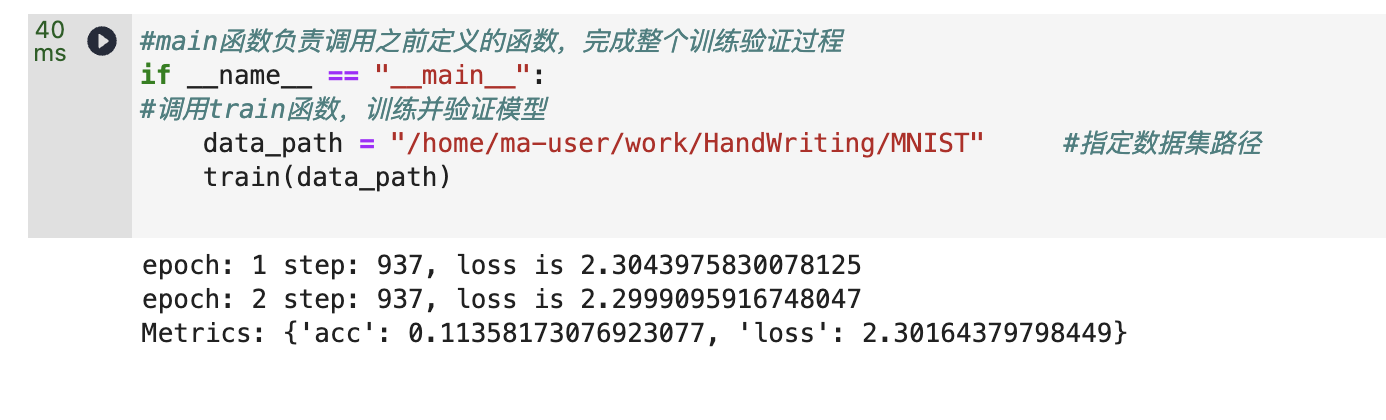 40
ms
#main函数负责调用之前定义的函数，完成整个训练验证过程
if __name__ == "__main__":
#调用train函数，训练并验证模型
    data_path = "/home/ma-user/work/HandWriting/MNIST"     #指定数据集路径
    train(data_path)
epoch: 1 step: 937, loss is 2.3043975830078125
epoch: 2 step: 937, loss is 2.2999095916748047
Metrics: {'acc': 0.11358173076923077, 'loss': 2.30164379798449}